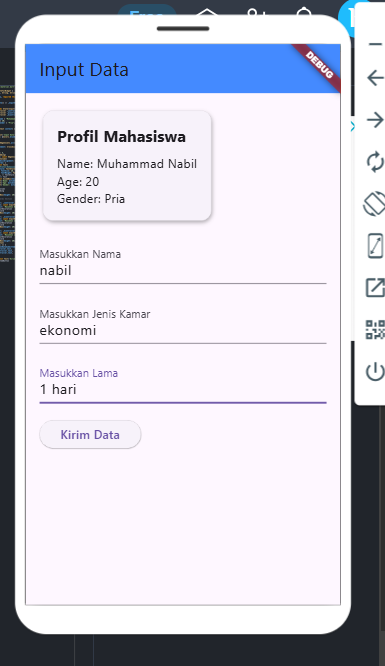 Free
Input Data
DEBUG
Profil Mahasiswa
Name: Muhammad Nabil
Age: 20
Gender: Pria
Masukkan Nama
nabil
Masukkan Jenis Kamar
ekonomi
Masukkan Lama
1 hari
Kirim Data